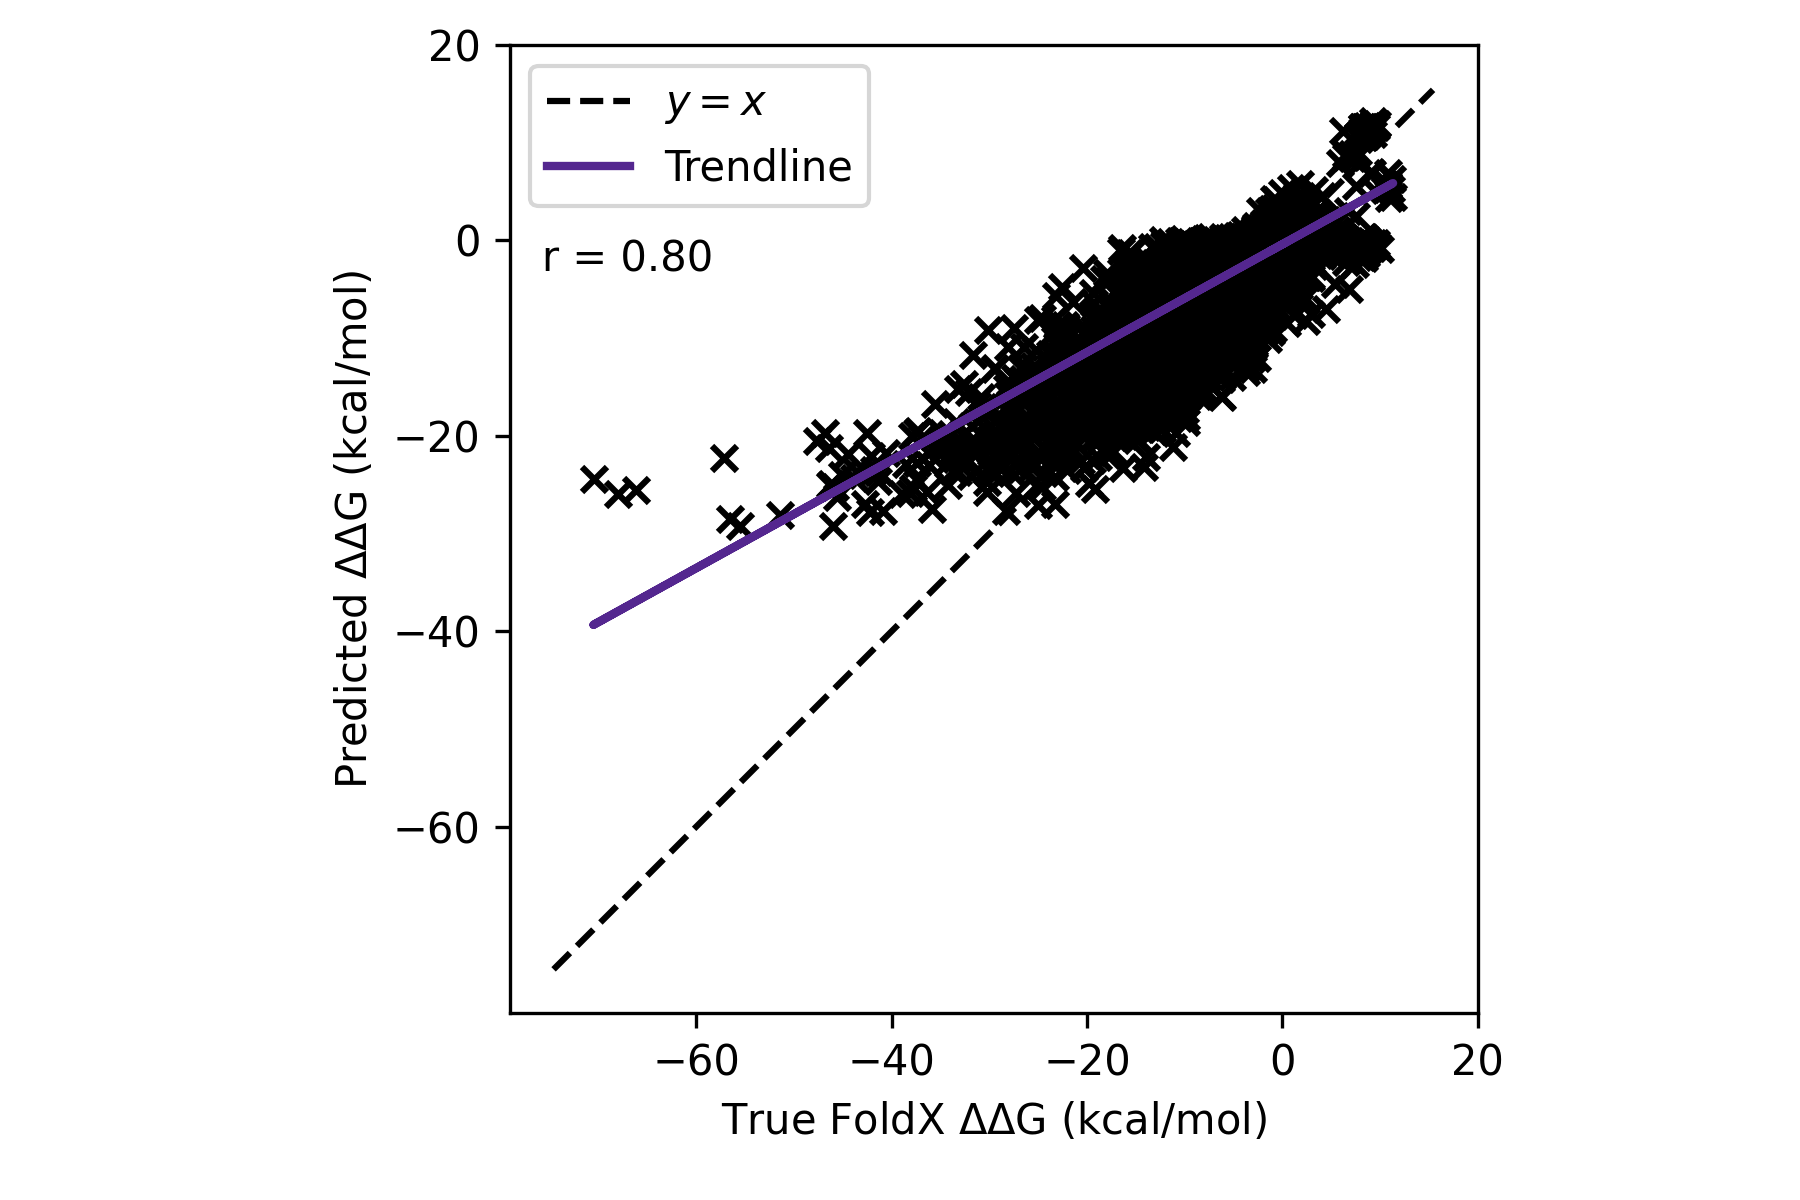 20
0
−20
−40
−60
Predicted ΔΔG (kcal/mol)
y = x
Trendline
r = 0.80
−60
−40
−20
0
20
True FoldX ΔΔG (kcal/mol)